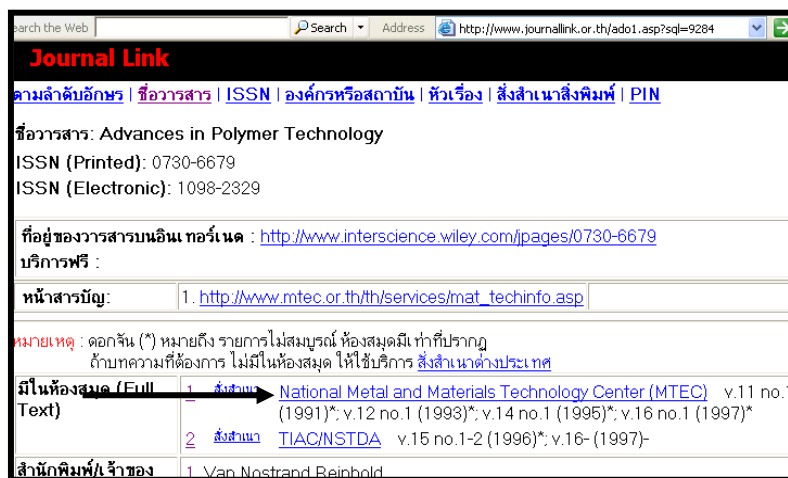 earch the Web Search Address http://www.journallink.or.th/ado1.asp?sql=9284
Journal Link
ตามลำดับอักษร | ชื่อวารสาร | ISSN | องค์กรหรือสถาบัน | หัวเรื่อง | สั่งสำเนาสิ่งพิมพ์ | PIN
ชื่อวารสาร: Advances in Polymer Technology
ISSN (Printed): 0730-6679
ISSN (Electronic): 1098-2329
ที่อยู่ของวารสารบนอินเทอร์เนต : http://www.interscience.wiley.com/jpages/0730-6679
บริการฟรี :
หน้าสารบัญ: 1. http://www.mtec.or.th/th/services/mat_techinfo.asp
หมายเหตุ : ดอกจัน (*) หมายถึง รายการไม่สมบูรณ์ ห้องสมุดมีเท่าที่ปรากฏ
ถ้าบทความที่ต้องการ ไม่มีในห้องสมุด ให้ใช้บริการ สั่งสำเนาต่างประเทศ
มีในห้องสมุด (Full 1 สั่งสำเนา National Metal and Materials Technology Center (MTEC) v.11 no.1
Text) (1991)*; v.12 no.1 (1993)*; v.14 no.1 (1995)*; v.16 no.1 (1997)*
2 สั่งสำเนา TIAC/NSTDA v.15 no.1-2 (1996)*; v.16- (1997)-
สำนักพิมพ์/เจ้าของ 1 Van Nostrand Reinhold